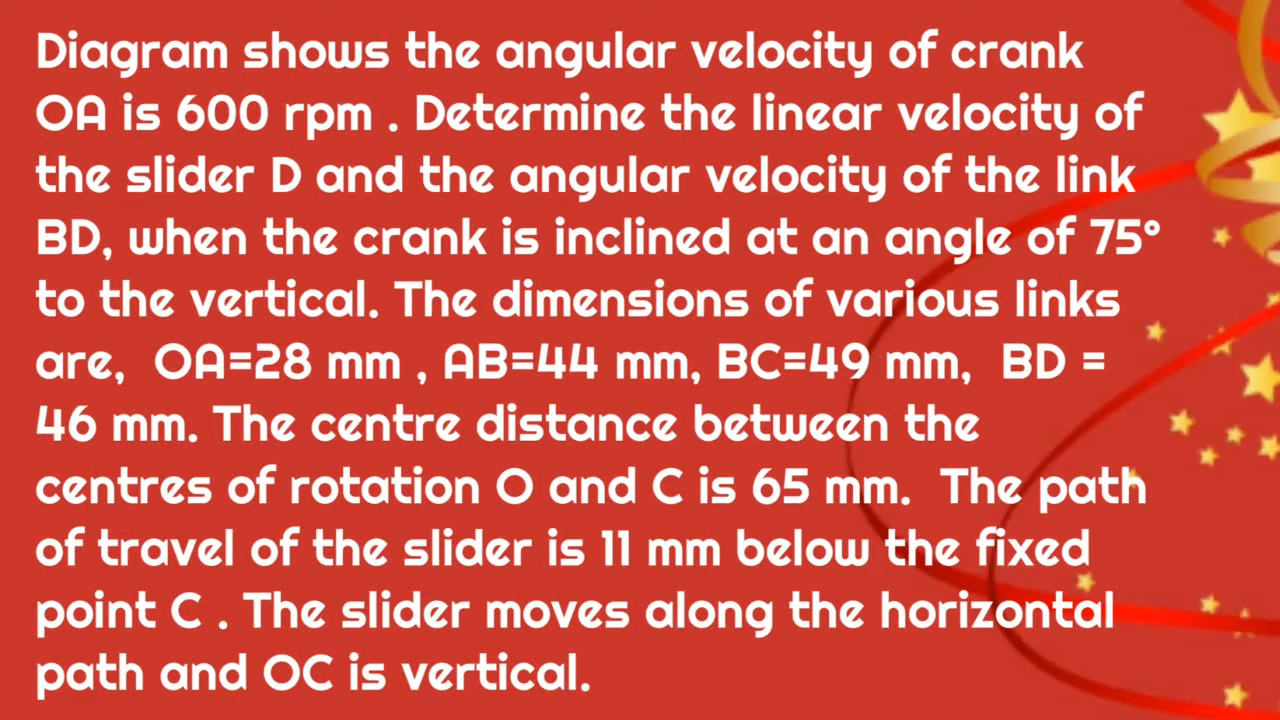 Diagram shows the angular velocity of crank
OA is 600 rpm . Determine the linear velocity of
the slider D and the angular velocity of the link
BD, when the crank is inclined at an angle of 75°
to the vertical. The dimensions of various links
are,  OA=28 mm , AB=44 mm, BC=49 mm,  BD =
46 mm. The centre distance between the
centres of rotation O and C is 65 mm.  The path
of travel of the slider is 11 mm below the fixed
point C . The slider moves along the horizontal
path and OC is vertical.